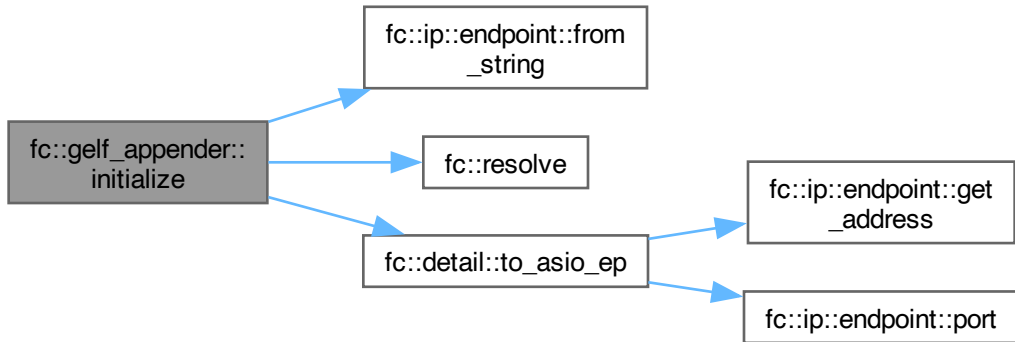 fc::gelf_appender::
initialize
fc::ip::endpoint::from
_string
fc::resolve
fc::detail::to_asio_ep
fc::ip::endpoint::get
_address
fc::ip::endpoint::port